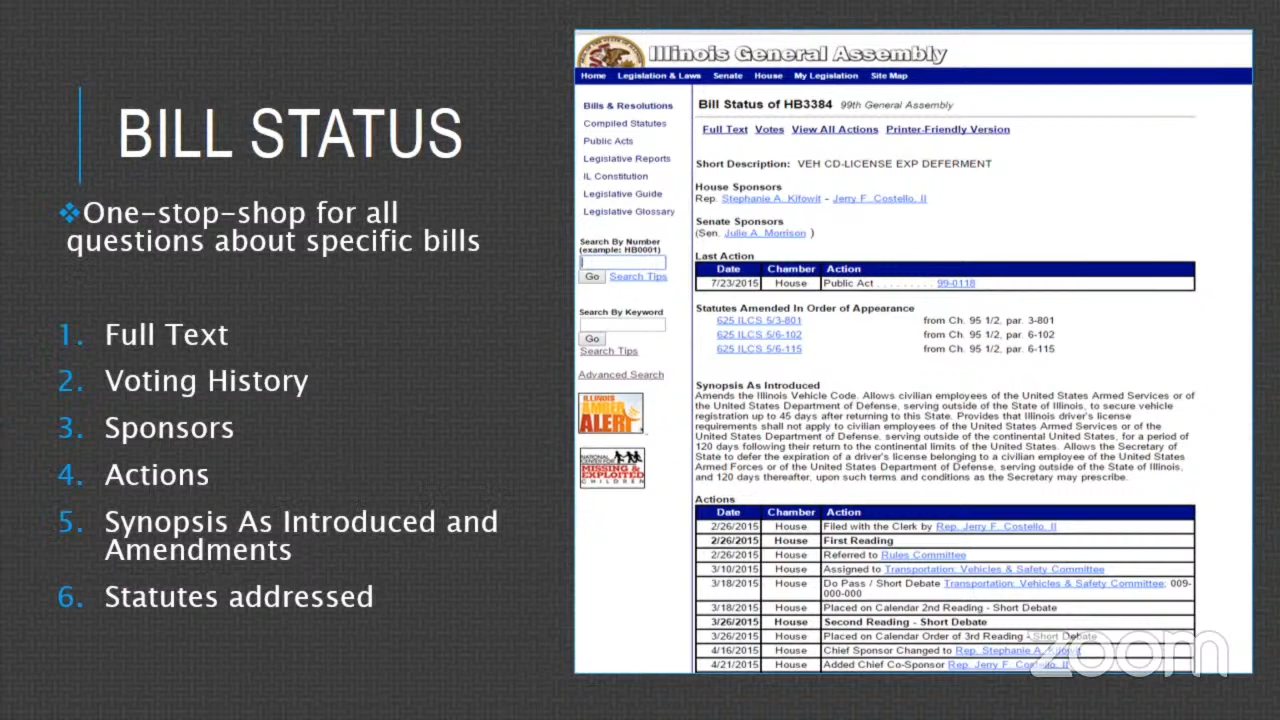 BILL STATUS
❖One-stop-shop for all
questions about specific bills
1. Full Text
2. Voting History
3. Sponsors
4. Actions
5. Synopsis As Introduced and
Amendments
6. Statutes addressed
Illinois General Assembly
Home Legislation & Laws Senate House My Legislation Site Map
Bills & Resolutions
Compiled Statutes
Public Acts
Legislative Reports
IL Constitution
Legislative Guide
Legislative Glossary
Search By Number
(example: HB0001)
Go Search Tips
Search By Keyword
Go
Search Tips
Advanced Search
ILLINOIS
AMBER
ALERT
NATIONAL
CENTER FOR
MISSING &
EXPLOITED
CHILDREN
Bill Status of HB3384 99th General Assembly
Full Text Votes View All Actions Printer-Friendly Version
Short Description: VEH CD-LICENSE EXP DEFERMENT
House Sponsors
Rep. Stephanie A. Kifowit - Jerry F. Costello, II
Senate Sponsors
(Sen. Julie A. Morrison )
Last Action
Date Chamber Action
7/23/2015 House Public Act . . . . . . . . . 99-0118
Statutes Amended In Order of Appearance
625 ILCS 5/3-801 from Ch. 95 1/2, par. 3-801
625 ILCS 5/6-102 from Ch. 95 1/2, par. 6-102
625 ILCS 5/6-115 from Ch. 95 1/2, par. 6-115
Synopsis As Introduced
Amends the Illinois Vehicle Code. Allows civilian employees of the United States Armed Services or of
the United States Department of Defense, serving outside of the State of Illinois, to secure vehicle
registration up to 45 days after returning to this State. Provides that Illinois driver's license
requirements shall not apply to civilian employees of the United States Armed Services or of the
United States Department of Defense, serving outside of the continental United States, for a period of
120 days following their return to the continental limits of the United States. Allows the Secretary of
State to defer the expiration of a driver's license belonging to a civilian employee of the United States
Armed Forces or of the United States Department of Defense, serving outside of the State of Illinois,
and 120 days thereafter, upon such terms and conditions as the Secretary may prescribe.
Actions
Date Chamber Action
2/26/2015 House Filed with the Clerk by Rep. Jerry F. Costello, II
2/26/2015 House First Reading
2/26/2015 House Referred to Rules Committee
3/10/2015 House Assigned to Transportation: Vehicles & Safety Committee
3/18/2015 House Do Pass / Short Debate Transportation: Vehicles & Safety Committee; 009-
000-000
3/18/2015 House Placed on Calendar 2nd Reading - Short Debate
3/26/2015 House Second Reading - Short Debate
3/26/2015 House Placed on Calendar Order of 3rd Reading - Short Debate
4/16/2015 House Chief Sponsor Changed to Rep. Stephanie A. Kifowit
4/21/2015 House Added Chief Co-Sponsor Rep. Jerry F. Costello, II
zoom